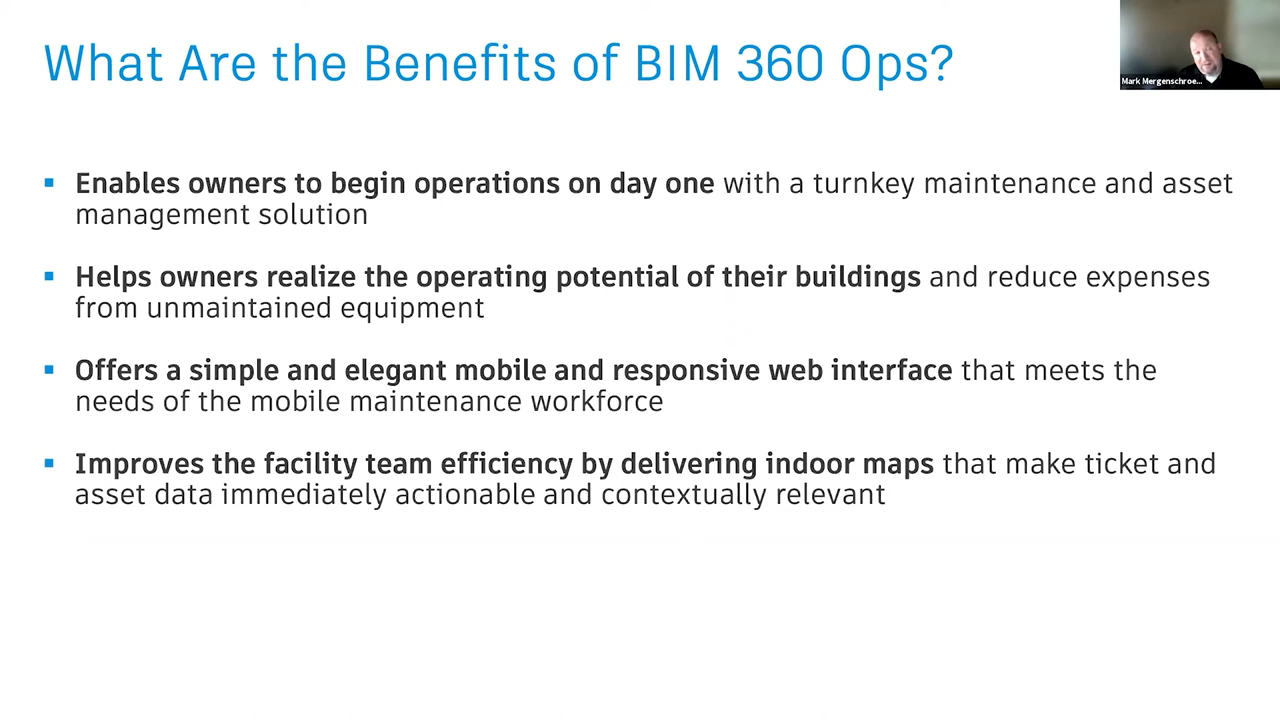 What Are the Benefits of BIM 360 Ops?
Mark Mergenschroe...
▪ Enables owners to begin operations on day one with a turnkey maintenance and asset
management solution
▪ Helps owners realize the operating potential of their buildings and reduce expenses
from unmaintained equipment
▪ Offers a simple and elegant mobile and responsive web interface that meets the
needs of the mobile maintenance workforce
▪ Improves the facility team efficiency by delivering indoor maps that make ticket and
asset data immediately actionable and contextually relevant